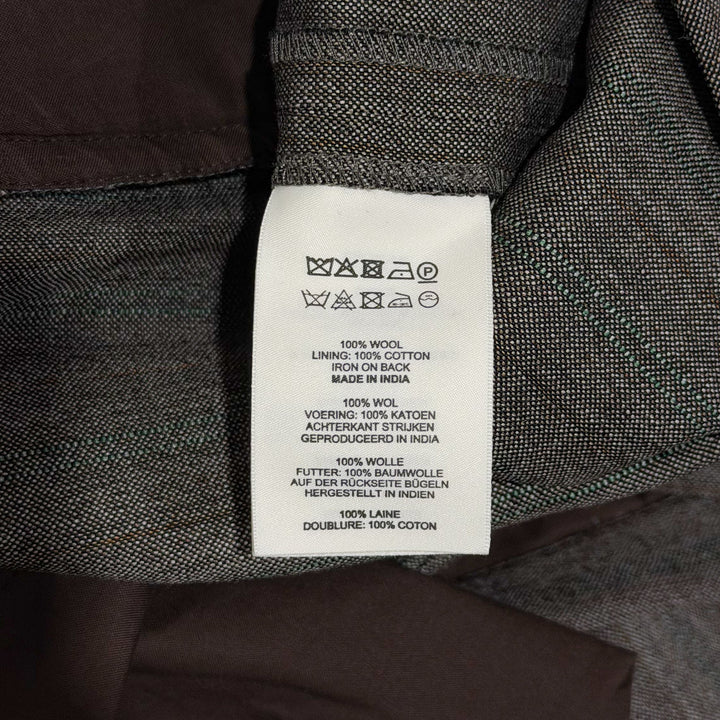 P
100% WOOL
LINING: 100% COTTON
IRON ON BACK
MADE IN INDIA
100% WOL
VOERING: 100% KATOEN
ACHTERKANT STRIJKEN
GEPRODUCEERD IN INDIA
100% WOLLE
FUTTER: 100% BAUMWOLLE
AUF DER RÜCKSEITE BÜGELN
HERGESTELLT IN INDIEN
100% LAINE
DOUBLURE: 100% COTON